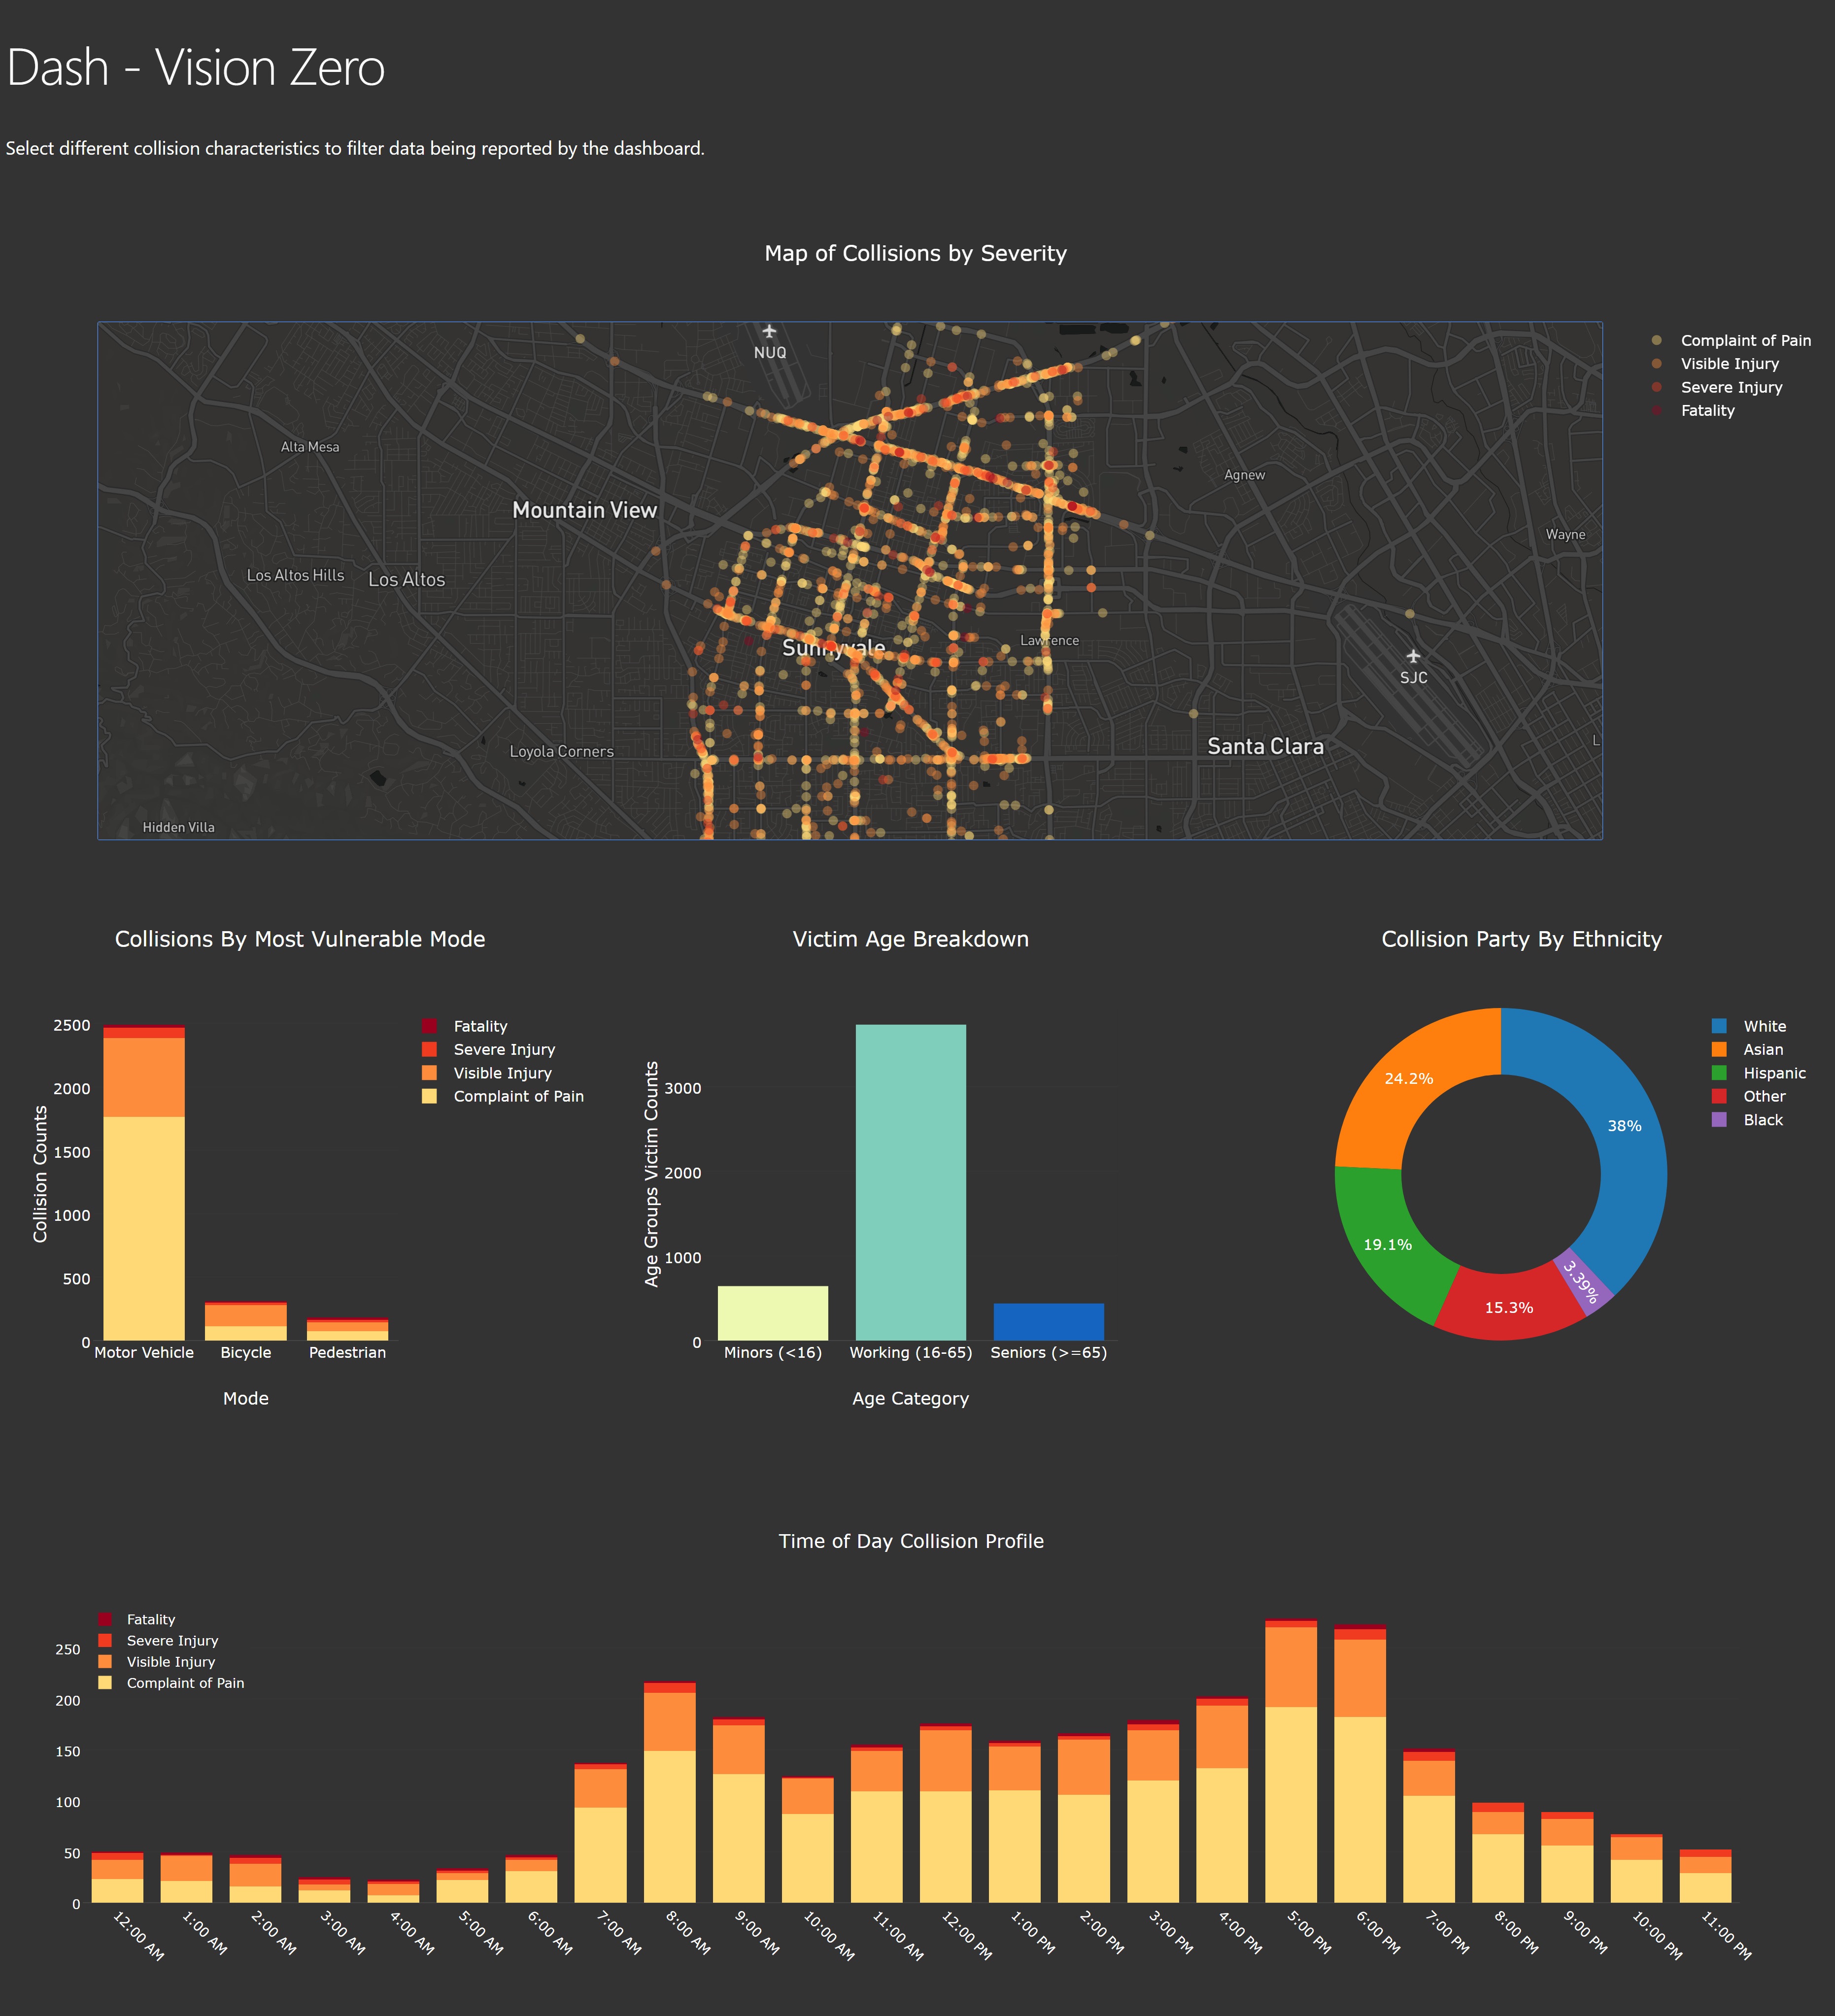 Dash - Vision Zero
Select different collision characteristics to filter data being reported by the dashboard.
Map of Collisions by Severity
NUQ
Alta Mesa
Mountain View
Agnew
Wayne
Los Altos Hills
Los Altos
Sunnyvale
Lawrence
SJC
Loyola Corners
Santa Clara
L
Hidden Villa
Complaint of Pain
Visible Injury
Severe Injury
Fatality
Collisions By Most Vulnerable Mode
Collision Counts
2500
2000
1500
1000
500
0
Motor Vehicle Bicycle Pedestrian
Mode
Fatality
Severe Injury
Visible Injury
Complaint of Pain
Victim Age Breakdown
Age Groups Victim Counts
3000
2000
1000
0
Minors (<16) Working (16-65) Seniors (>=65)
Age Category
Collision Party By Ethnicity
38%
24.2%
19.1%
15.3%
3.39%
White
Asian
Hispanic
Other
Black
Time of Day Collision Profile
Fatality
Severe Injury
Visible Injury
Complaint of Pain
250
200
150
100
50
0
12:00 AM 1:00 AM 2:00 AM 3:00 AM 4:00 AM 5:00 AM 6:00 AM 7:00 AM 8:00 AM 9:00 AM 10:00 AM 11:00 AM 12:00 PM 1:00 PM 2:00 PM 3:00 PM 4:00 PM 5:00 PM 6:00 PM 7:00 PM 8:00 PM 9:00 PM 10:00 PM 11:00 PM